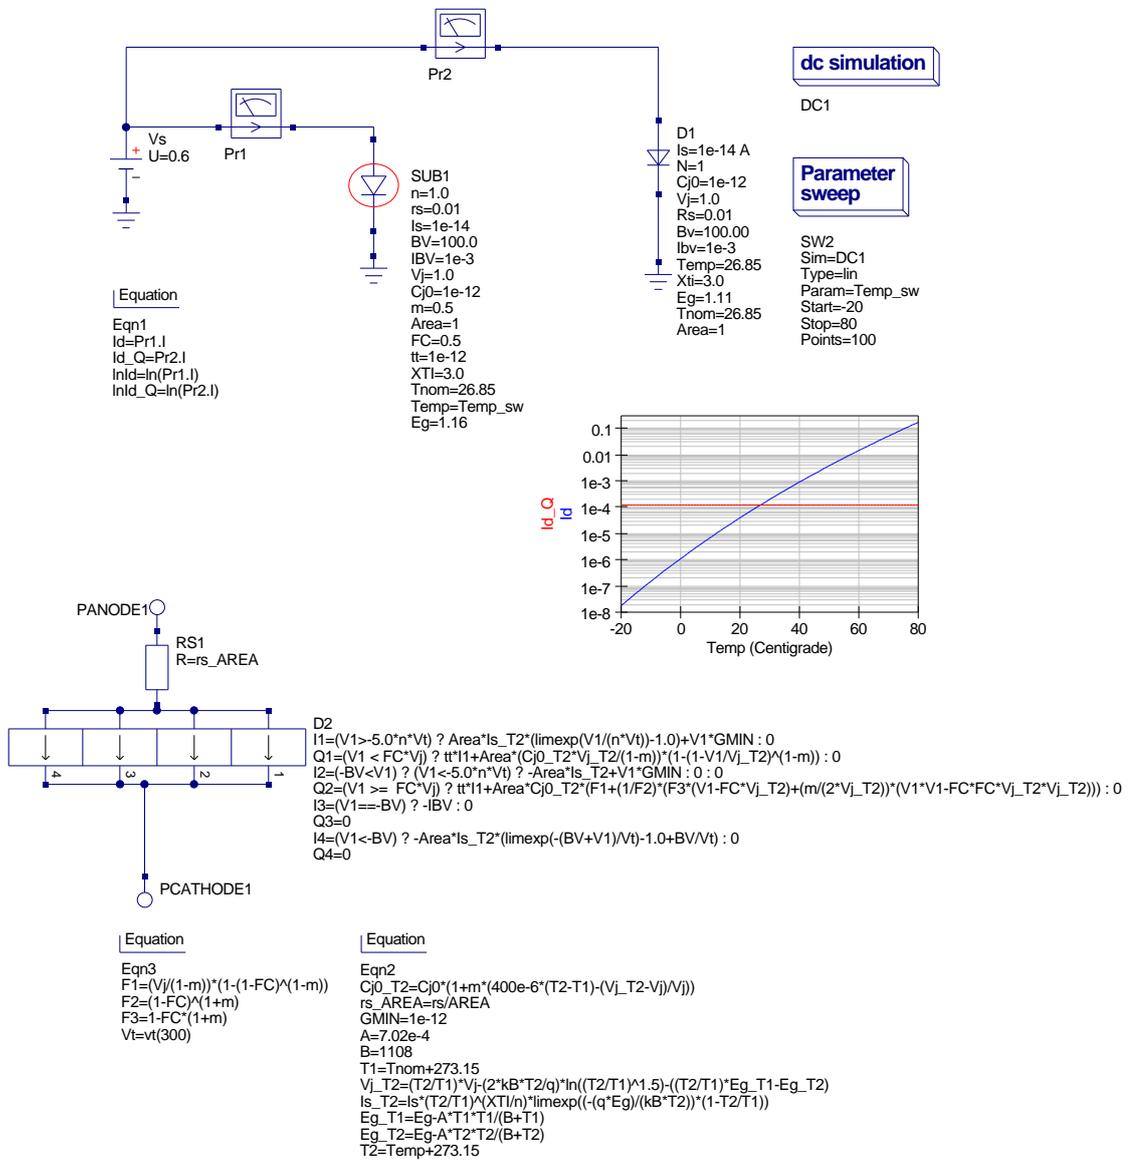 Pr2
dc simulation
DC1
Pr1
Vs
U=0.6
+
−
D1
Is=1e-14 A
N=1
Cj0=1e-12
Vj=1.0
Rs=0.01
Bv=100.00
Ibv=1e-3
Temp=26.85
Xti=3.0
Eg=1.11
Tnom=26.85
Area=1
Parameter
sweep
SW2
Sim=DC1
Type=lin
Param=Temp_sw
Start=-20
Stop=80
Points=100
SUB1
n=1.0
rs=0.01
Is=1e-14
BV=100.0
IBV=1e-3
Vj=1.0
Cj0=1e-12
m=0.5
Area=1
FC=0.5
tt=1e-12
XTI=3.0
Tnom=26.85
Temp=Temp_sw
Eg=1.16
Equation
Eqn1
Id=Pr1.I
Id_Q=Pr2.I
lnId=ln(Pr1.I)
lnId_Q=ln(Pr2.I)
0.1
0.01
1e-3
1e-4
1e-5
1e-6
1e-7
1e-8
Id_Q
Id
-20 0 20 40 60 80
Temp (Centigrade)
PANODE1
RS1
R=rs_AREA
4 3 2 1
D2
I1=(V1>-5.0*n*Vt) ? Area*Is_T2*(limexp(V1/(n*Vt))-1.0)+V1*GMIN : 0
Q1=(V1 < FC*Vj) ? tt*I1+Area*(Cj0_T2*Vj_T2/(1-m))*(1-(1-V1/Vj_T2)^(1-m)) : 0
I2=(-BV<V1) ? (V1<-5.0*n*Vt) ? -Area*Is_T2+V1*GMIN : 0 : 0
Q2=(V1 >=  FC*Vj) ? tt*I1+Area*Cj0_T2*(F1+(1/F2)*(F3*(V1-FC*Vj_T2)+(m/(2*Vj_T2))*(V1*V1-FC*FC*Vj_T2*Vj_T2))) : 0
I3=(V1==-BV) ? -IBV : 0
Q3=0
I4=(V1<-BV) ? -Area*Is_T2*(limexp(-(BV+V1)/Vt)-1.0+BV/Vt) : 0
Q4=0
PCATHODE1
Equation
Eqn3
F1=(Vj/(1-m))*(1-(1-FC)^(1-m))
F2=(1-FC)^(1+m)
F3=1-FC*(1+m)
Vt=vt(300)
Equation
Eqn2
Cj0_T2=Cj0*(1+m*(400e-6*(T2-T1)-(Vj_T2-Vj)/Vj))
rs_AREA=rs/AREA
GMIN=1e-12
A=7.02e-4
B=1108
T1=Tnom+273.15
Vj_T2=(T2/T1)*Vj-(2*kB*T2/q)*ln((T2/T1)^1.5)-((T2/T1)*Eg_T1-Eg_T2)
Is_T2=Is*(T2/T1)^(XTI/n)*limexp((-(q*Eg)/(kB*T2))*(1-T2/T1))
Eg_T1=Eg-A*T1*T1/(B+T1)
Eg_T2=Eg-A*T2*T2/(B+T2)
T2=Temp+273.15